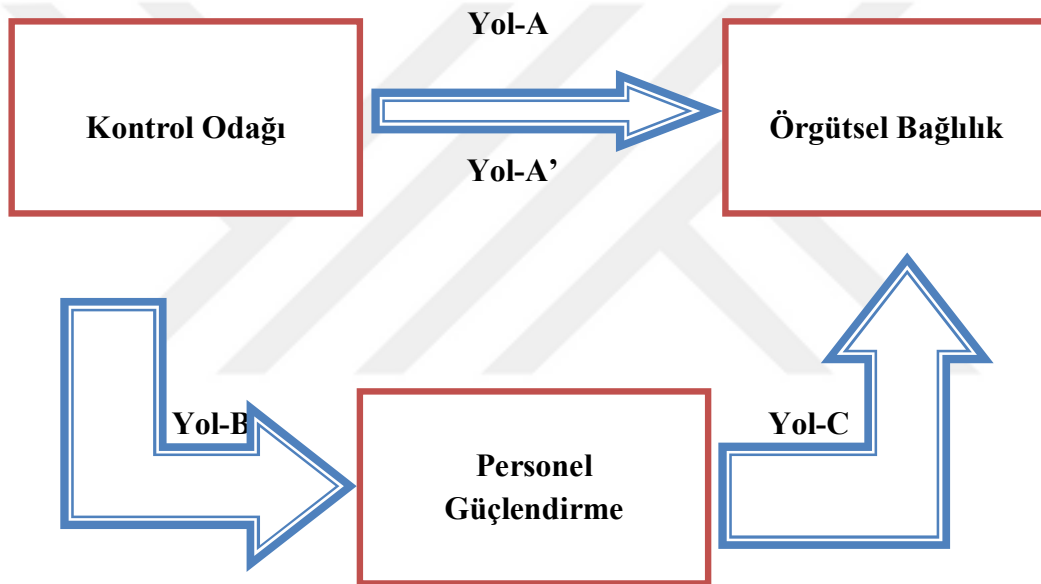 Yol-A
Kontrol Odağı
Örgütsel Bağlılık
Yol-A’
Yol-B
Yol-C
Personel
Güçlendirme